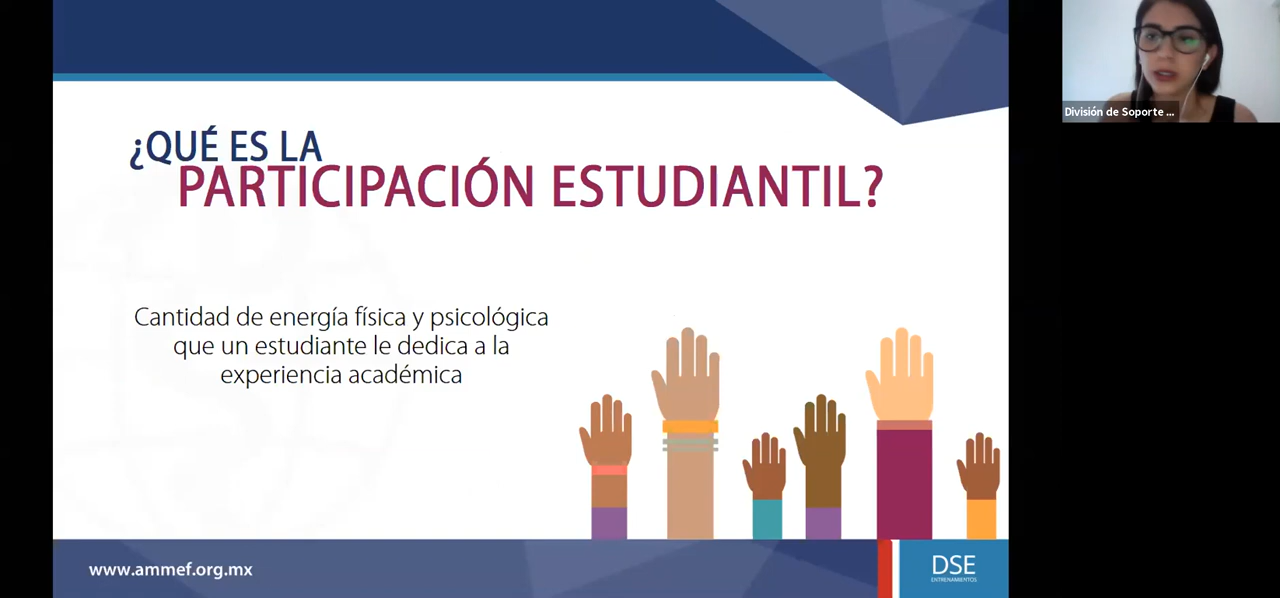 División de Soporte ...
¿QUÉ ES LA
PARTICIPACIÓN ESTUDIANTIL?
Cantidad de energía física y psicológica
que un estudiante le dedica a la
experiencia académica
www.ammef.org.mx
DSE
ENTRENAMIENTOS